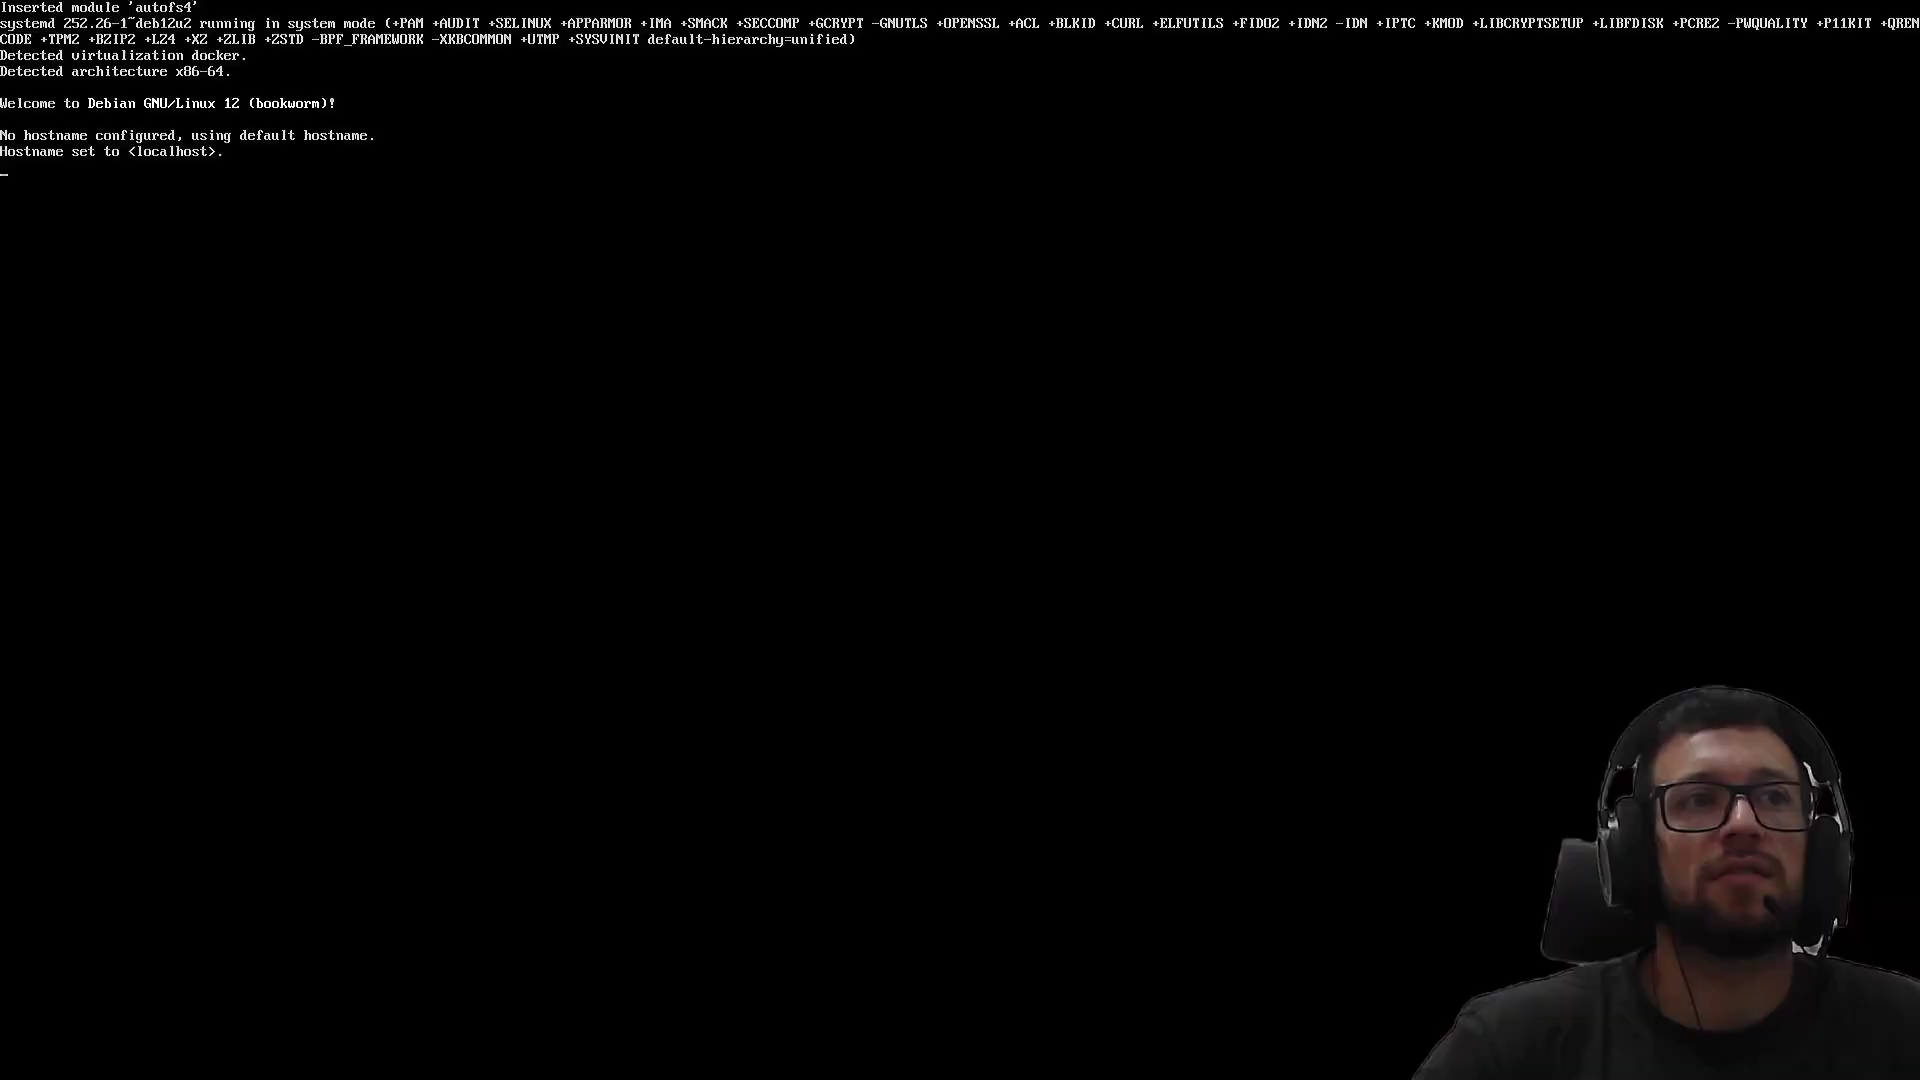 Inserted module 'autofs4'
systemd 252.26-1~deb12u2 running in system mode (+PAM +AUDIT +SELINUX +APPARMOR +IMA +SMACK +SECCOMP +GCRYPT -GNUTLS +OPENSSL +ACL +BLKID +CURL +ELFUTILS +FIDO2 +IDN2 -IDN +IPTC +KMOD +LIBCRYPTSETUP +LIBFDISK +PCRE2 -PWQUALITY +P11KIT +QREN
CODE +TPM2 +BZIP2 +LZ4 +XZ +ZLIB +ZSTD -BPF_FRAMEWORK -XKBCOMMON +UTMP +SYSVINIT default-hierarchy=unified)
Detected virtualization docker.
Detected architecture x86-64.
Welcome to Debian GNU/Linux 12 (bookworm)!
No hostname configured, using default hostname.
Hostname set to <localhost>.